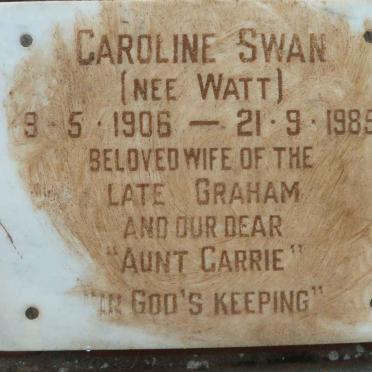 CAROLINE SWAN
(NEE WATT)
9 · 5 · 1906 — 21 · 9 · 1989
BELOVED WIFE OF THE
LATE GRAHAM
AND OUR DEAR
"AUNT CARRIE"
"IN GOD'S KEEPING"